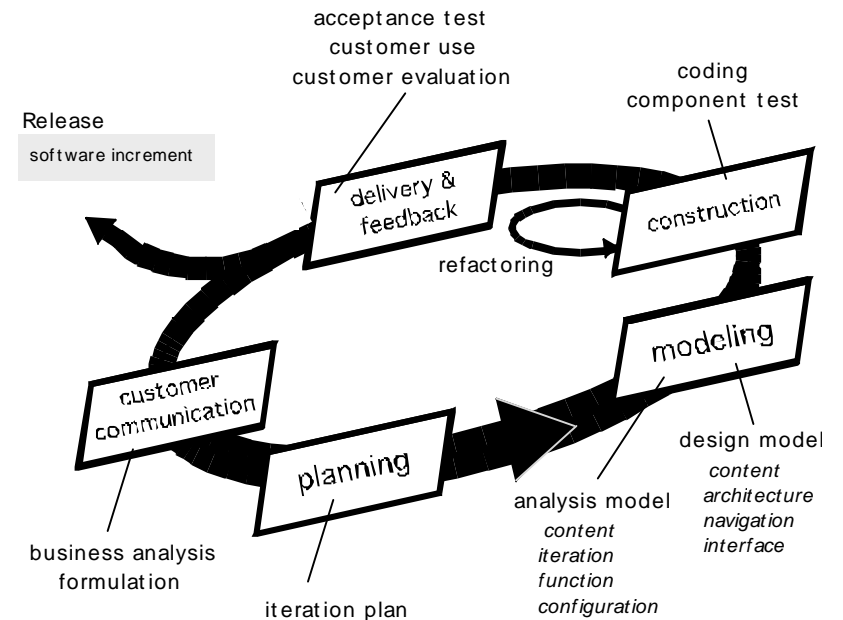 acceptance test
customer use
customer evaluation
coding
component test
Release
software increment
delivery &
feedback
construction
refactoring
modeling
customer
communication
planning
design model
content
architecture
navigation
interface
analysis model
content
iteration
function
configuration
business analysis
formulation
iteration plan